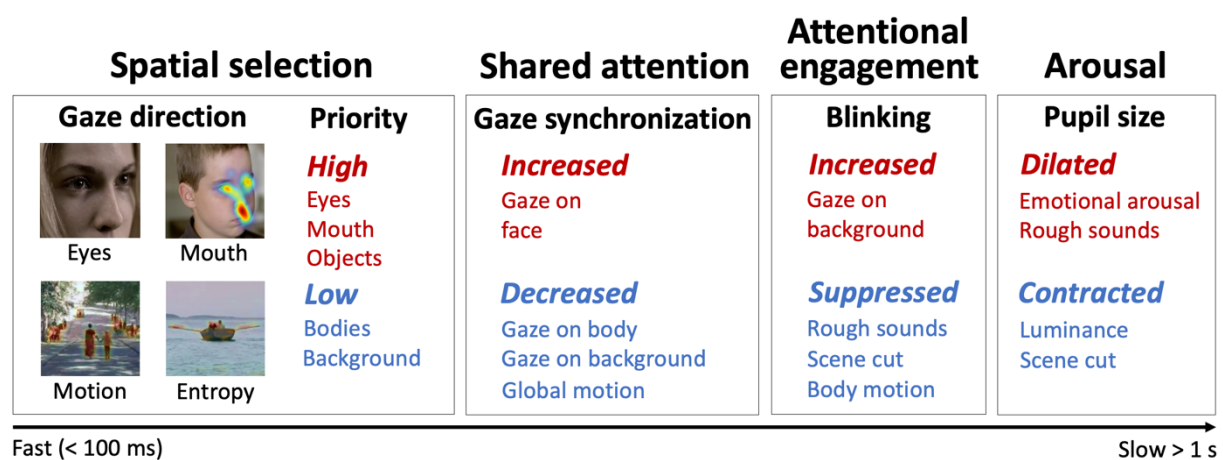 Spatial selection
Shared attention
Attentional
engagement
Arousal
Gaze direction
Eyes
Mouth
Motion
Entropy
Priority
High
Eyes
Mouth
Objects
Low
Bodies
Background
Gaze synchronization
Increased
Gaze on
face
Decreased
Gaze on body
Gaze on background
Global motion
Blinking
Increased
Gaze on
background
Suppressed
Rough sounds
Scene cut
Body motion
Pupil size
Dilated
Emotional arousal
Rough sounds
Contracted
Luminance
Scene cut
Fast (< 100 ms)
Slow > 1 s